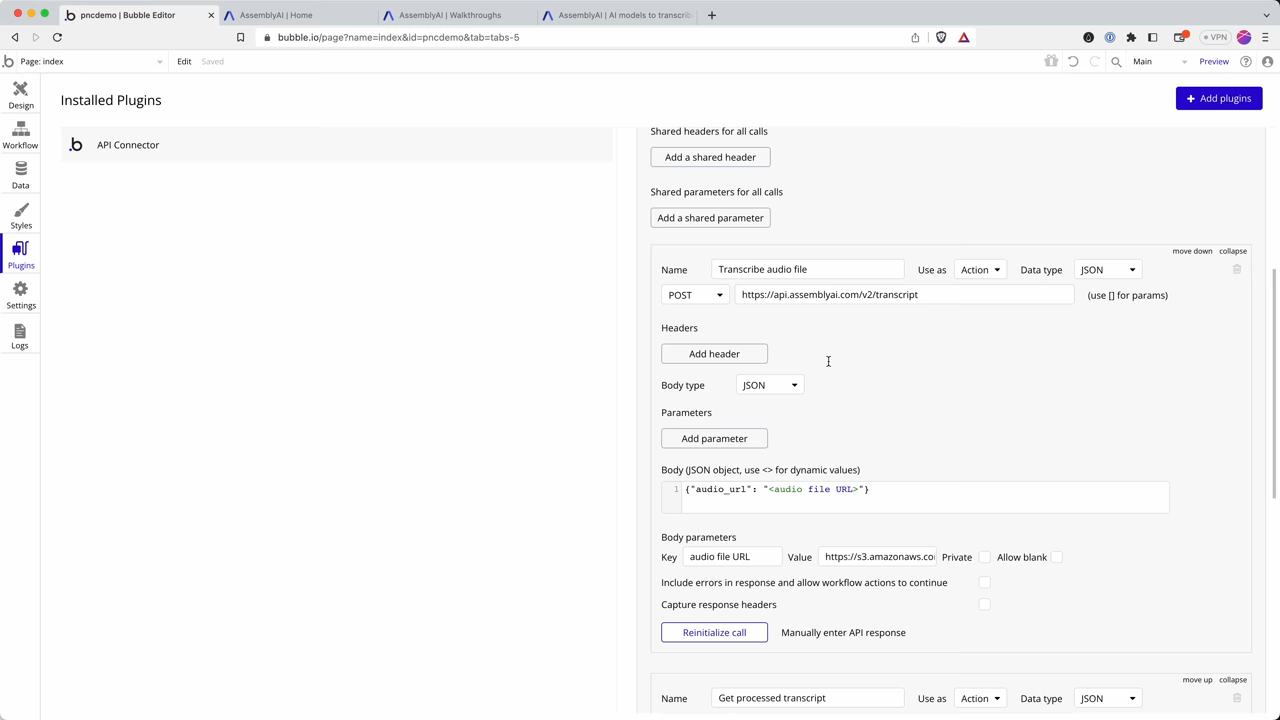 pncdemo | Bubble Editor
AssemblyAI | Home
AssemblyAI | Walkthroughs
AssemblyAI | AI models to transcrib
bubble.io/page?name=index&id=pncdemo&tab=tabs-5
VPN
Page: index
Edit
Saved
Main
Preview
Design
Workflow
Data
Styles
Plugins
Settings
Logs
Installed Plugins
+ Add plugins
API Connector
Shared headers for all calls
Add a shared header
Shared parameters for all calls
Add a shared parameter
move down collapse
Name Transcribe audio file Use as Action Data type JSON
POST https://api.assemblyai.com/v2/transcript (use [] for params)
Headers
Add header
Body type JSON
Parameters
Add parameter
Body (JSON object, use <> for dynamic values)
1 {"audio_url": "<audio file URL>"}
Body parameters
Key audio file URL Value https://s3.amazonaws.co Private Allow blank
Include errors in response and allow workflow actions to continue
Capture response headers
Reinitialize call Manually enter API response
move up collapse
Name Get processed transcript Use as Action Data type JSON